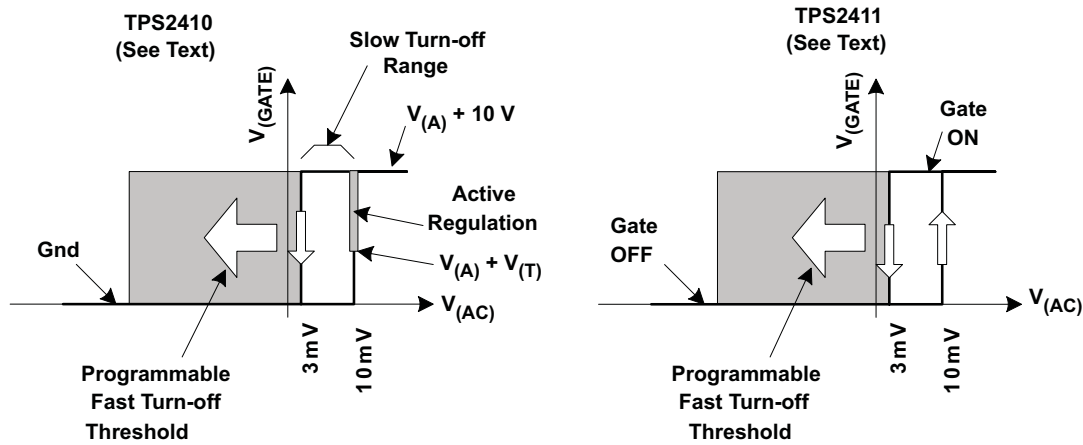 TPS2410
(See Text)
Slow Turn-off
Range
V(GATE)
V(A) + 10 V
Active
Regulation
Gnd
V(A) + V(T)
V(AC)
3 mV
10 mV
Programmable
Fast Turn-off
Threshold
TPS2411
(See Text)
V(GATE)
Gate
ON
Gate
OFF
V(AC)
3 mV
10 mV
Programmable
Fast Turn-off
Threshold